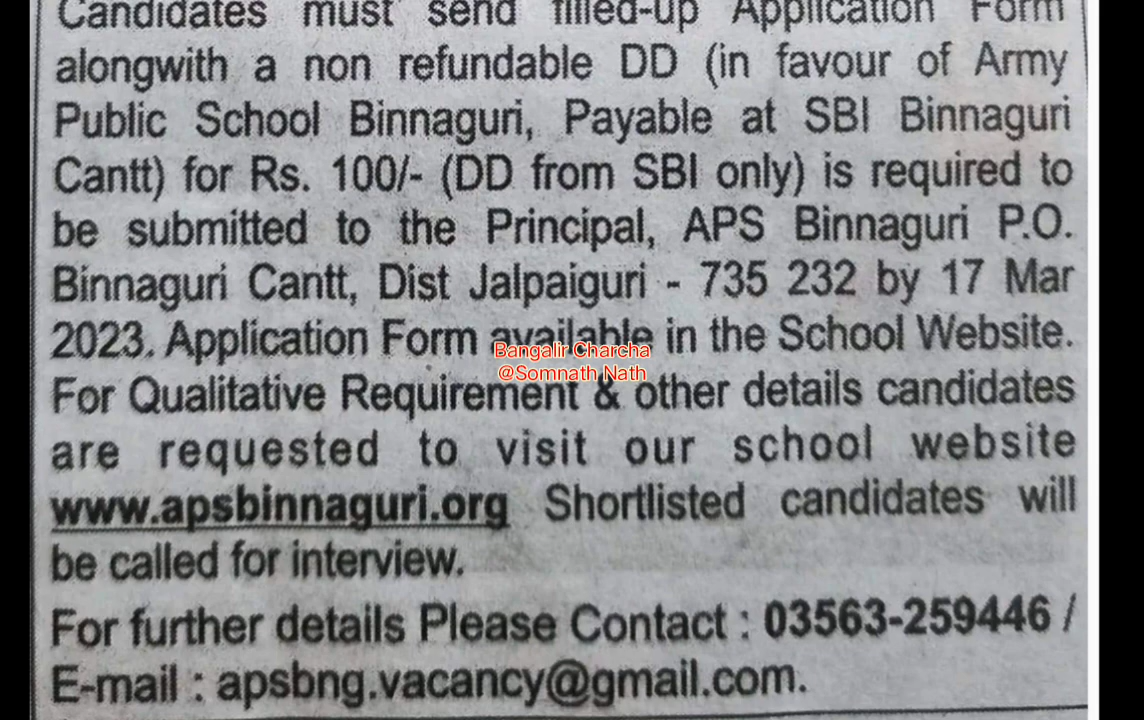 Candidates must send filled-up Application Form
alongwith a non refundable DD (in favour of Army
Public School Binnaguri, Payable at SBI Binnaguri
Cantt) for Rs. 100/- (DD from SBI only) is required to
be submitted to the Principal, APS Binnaguri P.O.
Binnaguri Cantt, Dist Jalpaiguri - 735 232 by 17 Mar
2023. Application Form available in the School Website.
Bangalir Charcha
@Somnath Nath
For Qualitative Requirement & other details candidates
are requested to visit our school website
www.apsbinnaguri.org Shortlisted candidates will
be called for interview.
For further details Please Contact : 03563-259446 /
E-mail : apsbng.vacancy@gmail.com.